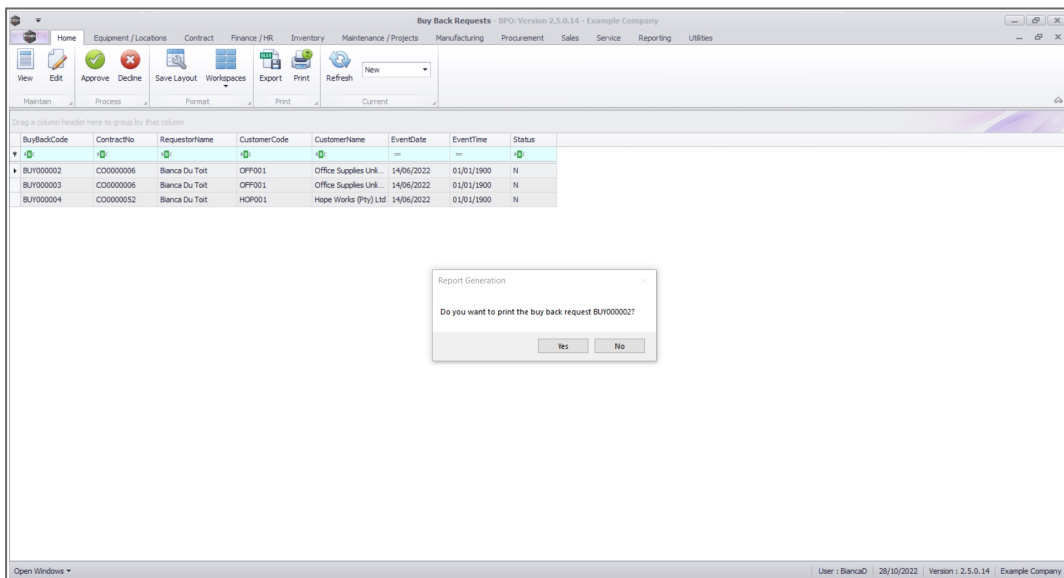 Buy Back Requests - BPO: Version 2.5.0.14 - Example Company
Home Equipment / Locations Contract Finance / HR Inventory Maintenance / Projects Manufacturing Procurement Sales Service Reporting Utilities
View Edit Approve Decline Save Layout Workspaces Export Print Refresh New
Maintain Process Format Print Current
Drag a column header here to group by that column
BuyBackCode ContractNo RequestorName CustomerCode CustomerName EventDate EventTime Status
BUY000002 CO0000006 Bianca Du Toit OFF001 Office Supplies Unli... 14/06/2022 01/01/1900 N
BUY000003 CO0000006 Bianca Du Toit OFF001 Office Supplies Unli... 14/06/2022 01/01/1900 N
BUY000004 CO0000052 Bianca Du Toit HOP001 Hope Works (Pty) Ltd 14/06/2022 01/01/1900 N
Report Generation
Do you want to print the buy back request BUY000002?
Yes No
Open Windows User : BiancaD 28/10/2022 Version : 2.5.0.14 Example Company